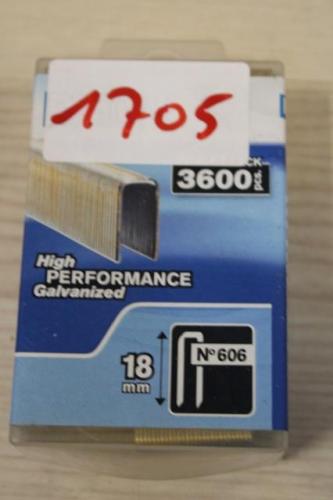 1705
3600 pcs.
High
PERFORMANCE
Galvanized
18
mm
N° 606